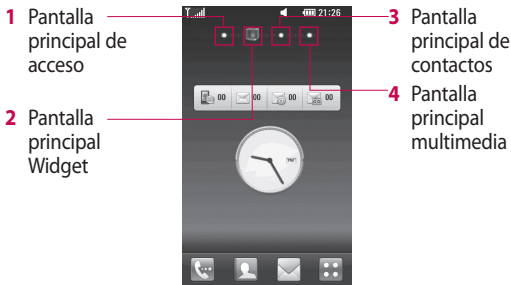 1 Pantalla
principal de
acceso
2 Pantalla
principal
Widget
21:26
00 00 00 00
3 Pantalla
principal de
contactos
4 Pantalla
principal
multimedia